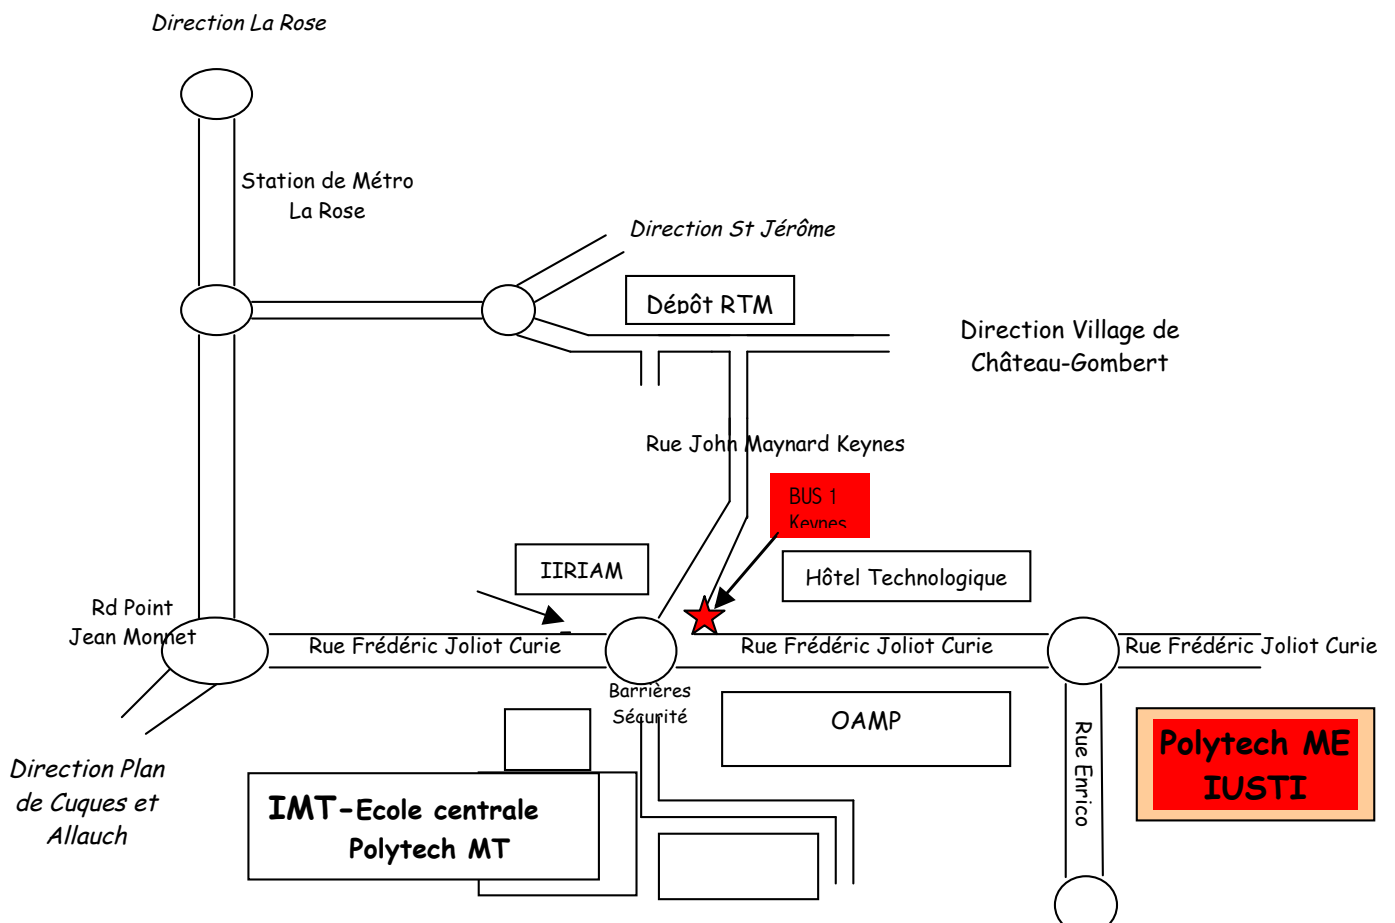 Direction La Rose
Station de Métro
La Rose
Direction St Jérôme
Dépôt RTM
Direction Village de
Château-Gombert
Rue John Maynard Keynes
BUS 1
Keynes
IIRIAM
Hôtel Technologique
Rd Point
Jean Monnet
Rue Frédéric Joliot Curie
Rue Frédéric Joliot Curie
Rue Frédéric Joliot Curie
Barrières
Sécurité
OAMP
Rue Enrico
Polytech ME
IUSTI
Direction Plan
de Cuques et
Allauch
IMT-Ecole centrale
Polytech MT